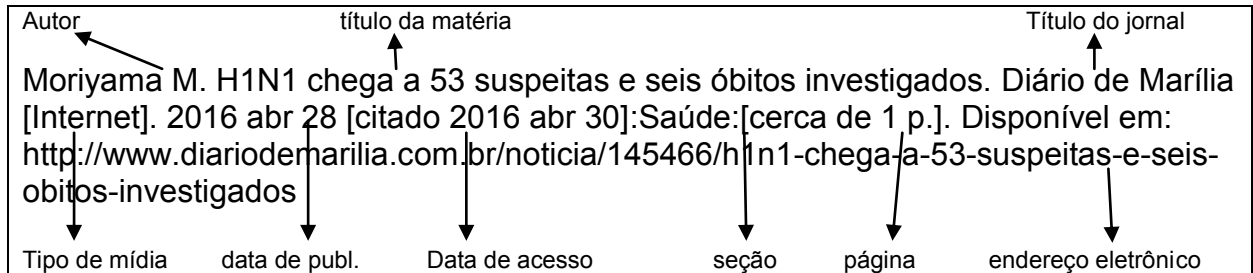 Autor título da matéria Título do jornal
Moriyama M. H1N1 chega a 53 suspeitas e seis óbitos investigados. Diário de Marília
[Internet]. 2016 abr 28 [citado 2016 abr 30]:Saúde:[cerca de 1 p.]. Disponível em:
http://www.diariodemarilia.com.br/noticia/145466/h1n1-chega-a-53-suspeitas-e-seis-
obitos-investigados
Tipo de mídia data de publ. Data de acesso seção página endereço eletrônico